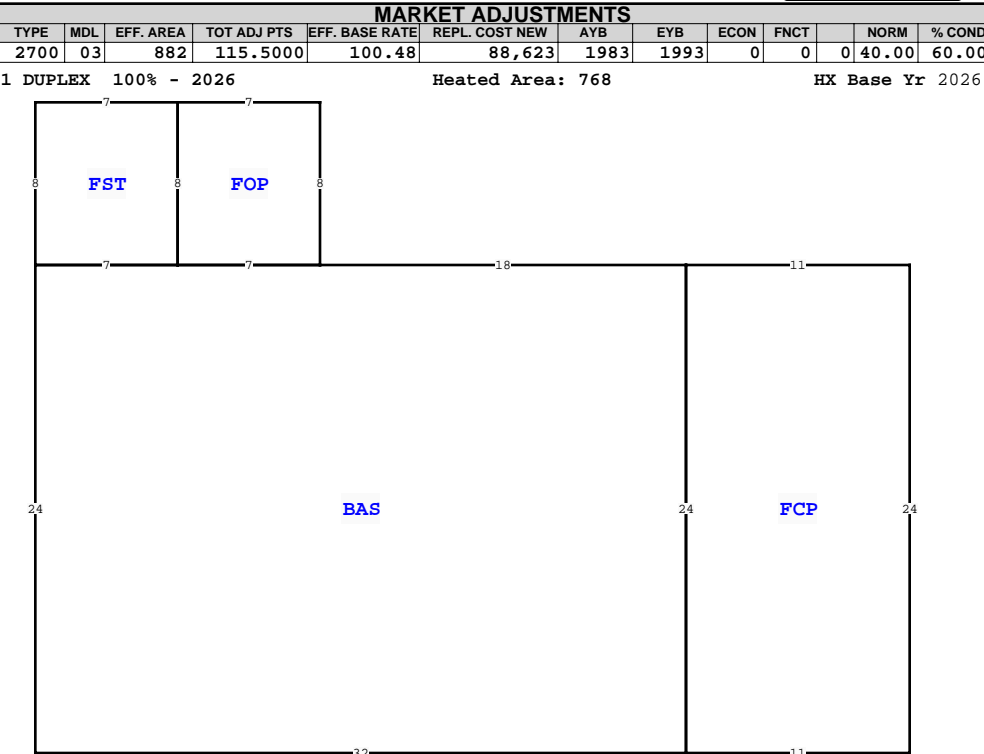 MARKET ADJUSTMENTS
TYPE MDL EFF. AREA TOT ADJ PTS EFF. BASE RATE REPL. COST NEW AYB EYB ECON FNCT NORM % COND
2700 03 882 115.5000 100.48 88,623 1983 1993 0 0 0 40.00 60.00
1 DUPLEX 100% - 2026 Heated Area: 768 HX Base Yr 2026
7 7
8 FST 8 FOP 8
7 7 18 11
24 BAS 24 FCP 24
32 11